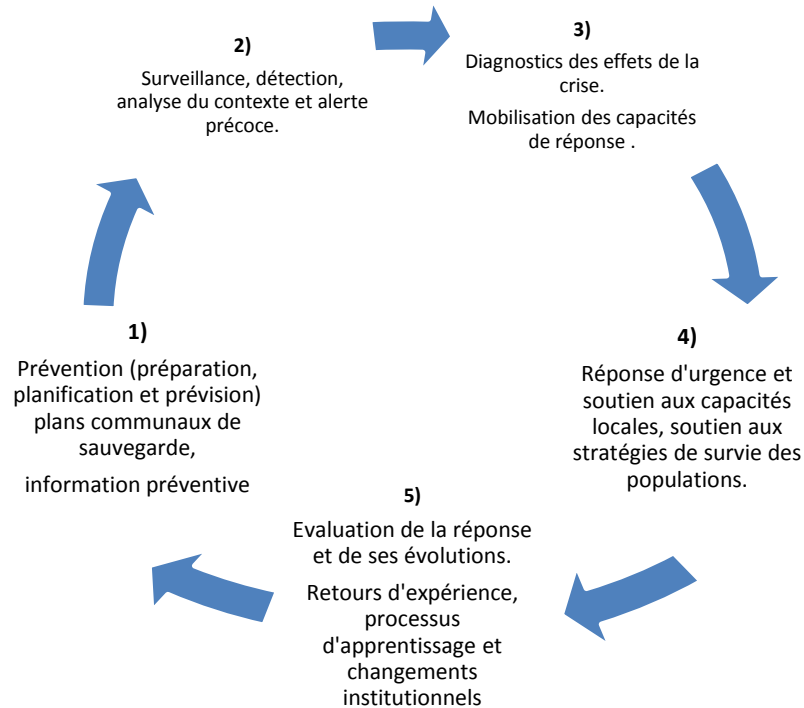 1)
Prévention (préparation,
planification et prévision)
plans communaux de
sauvegarde,
information préventive
2)
Surveillance, détection,
analyse du contexte et alerte
précoce.
3)
Diagnostics des effets de la
crise.
Mobilisation des capacités
de réponse .
4)
Réponse d'urgence et
soutien aux capacités
locales, soutien aux
stratégies de survie des
populations.
5)
Evaluation de la réponse
et de ses évolutions.
Retours d'expérience,
processus
d'apprentissage et
changements
institutionnels